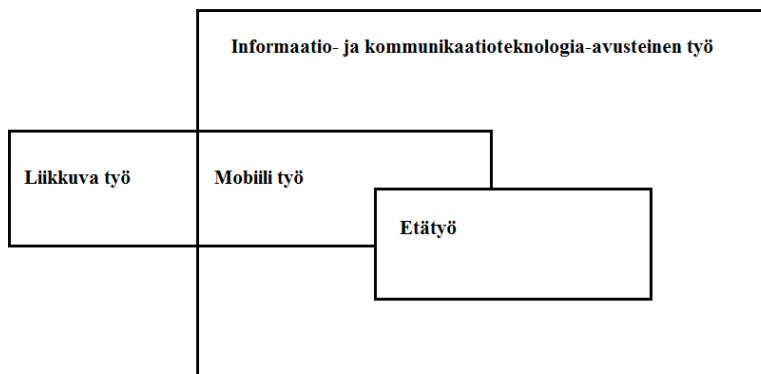 Informaatio- ja kommunikaatioteknologia-avusteinen työ
Liikkuva työ
Mobiili työ
Etätyö